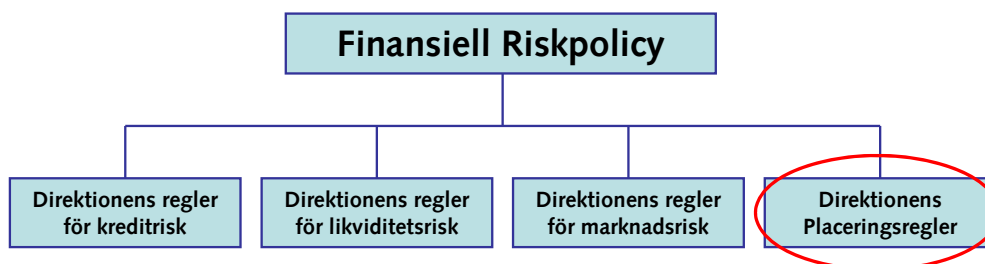 Finansiell Riskpolicy
Direktionens regler
för kreditrisk
Direktionens regler
för likviditetsrisk
Direktionens regler
för marknadsrisk
Direktionens
Placeringsregler